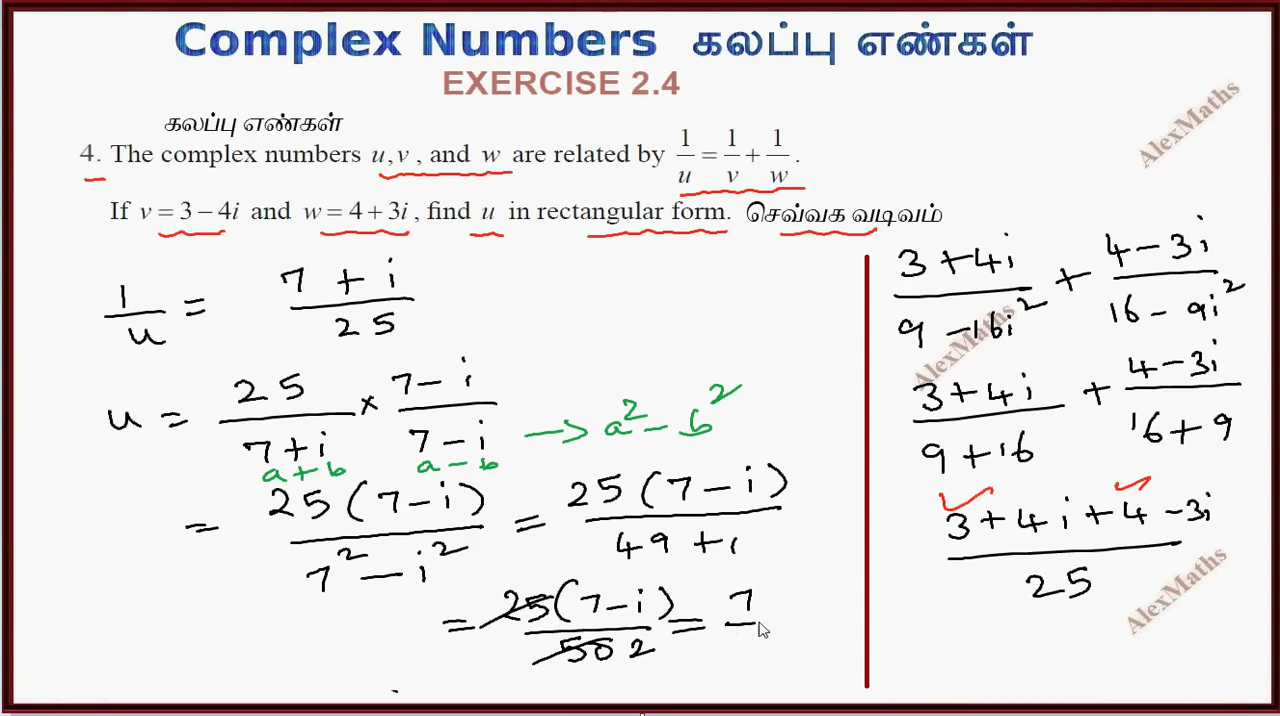 Complex Numbers கலப்பு எண்கள்
EXERCISE 2.4
கலப்பு எண்கள்
4. The complex numbers u, v, and w are related by 1/u = 1/v + 1/w.
If v = 3 – 4i and w = 4 + 3i, find u in rectangular form. செவ்வக வடிவம்
1/u = (7 + i)/25
u = 25/(7 + i) × (7 – i)/(7 – i) → a² – b²
a + b a – b
= 25(7 – i)/(7² – i²) = 25(7 – i)/(49 + 1)
= 25(7 – i)/50 2 = 7
(3 + 4i)/(9 – 16i²) + (4 – 3i)/(16 – 9i²)
(3 + 4i)/(9 + 16) + (4 – 3i)/(16 + 9)
(3 + 4i + 4 – 3i)/25
AlexMaths
AlexMaths
AlexMaths